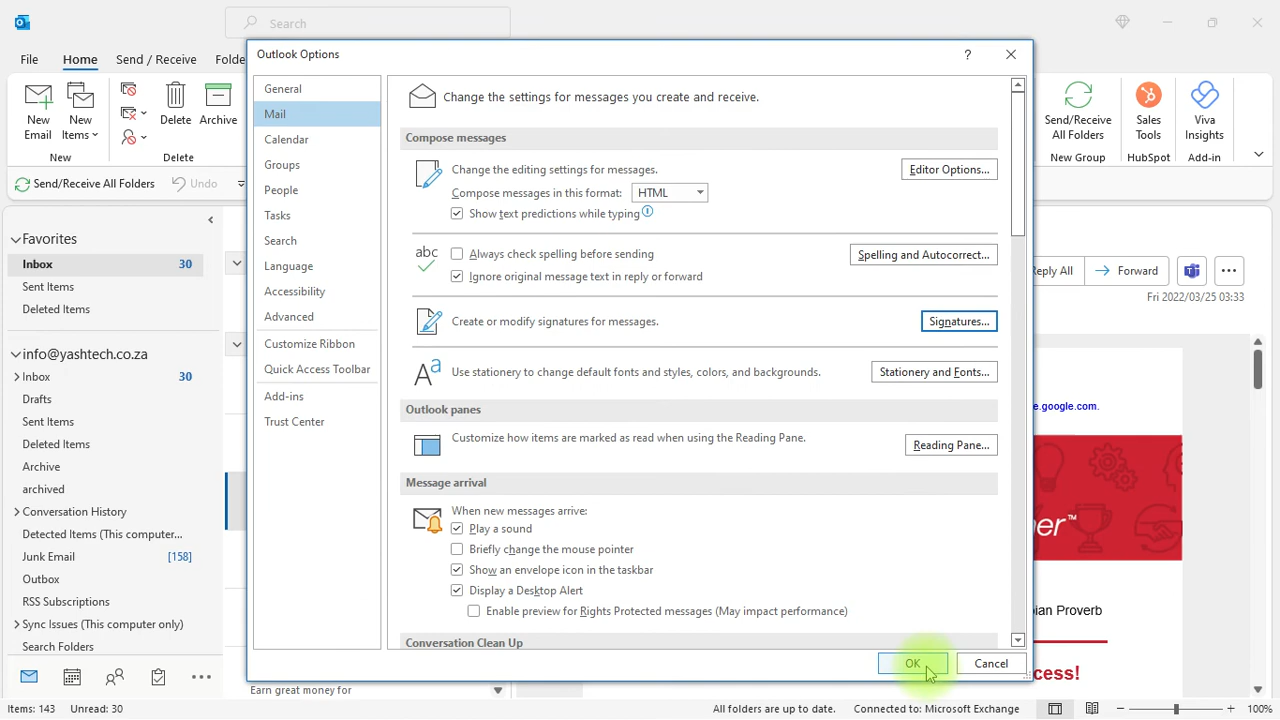 Search
File
Home
Send / Receive
Folde
New Email
New Items
New
Delete
Archive
Delete
Send/Receive All Folders
Sales Tools
Viva Insights
New Group
HubSpot
Add-in
Send/Receive All Folders
Undo
Favorites
Inbox 30
Sent Items
Deleted Items
info@yashtech.co.za
Inbox 30
Drafts
Sent Items
Deleted Items
Archive
archived
Conversation History
Detected Items (This computer...
Junk Email [158]
Outbox
RSS Subscriptions
Sync Issues (This computer only)
Search Folders
Outlook Options
?
General
Mail
Calendar
Groups
People
Tasks
Search
Language
Accessibility
Advanced
Customize Ribbon
Quick Access Toolbar
Add-ins
Trust Center
Change the settings for messages you create and receive.
Compose messages
Change the editing settings for messages.
Editor Options...
Compose messages in this format: HTML
Show text predictions while typing
abc
Always check spelling before sending
Spelling and Autocorrect...
Ignore original message text in reply or forward
Create or modify signatures for messages.
Signatures...
Use stationery to change default fonts and styles, colors, and backgrounds.
Stationery and Fonts...
Outlook panes
Customize how items are marked as read when using the Reading Pane.
Reading Pane...
Message arrival
When new messages arrive:
Play a sound
Briefly change the mouse pointer
Show an envelope icon in the taskbar
Display a Desktop Alert
Enable preview for Rights Protected messages (May impact performance)
Conversation Clean Up
OK
Cancel
eply All
Forward
Fri 2022/03/25 03:33
e.google.com.
er™
ian Proverb
cess!
Earn great money for
Items: 143
Unread: 30
All folders are up to date.
Connected to: Microsoft Exchange
100%